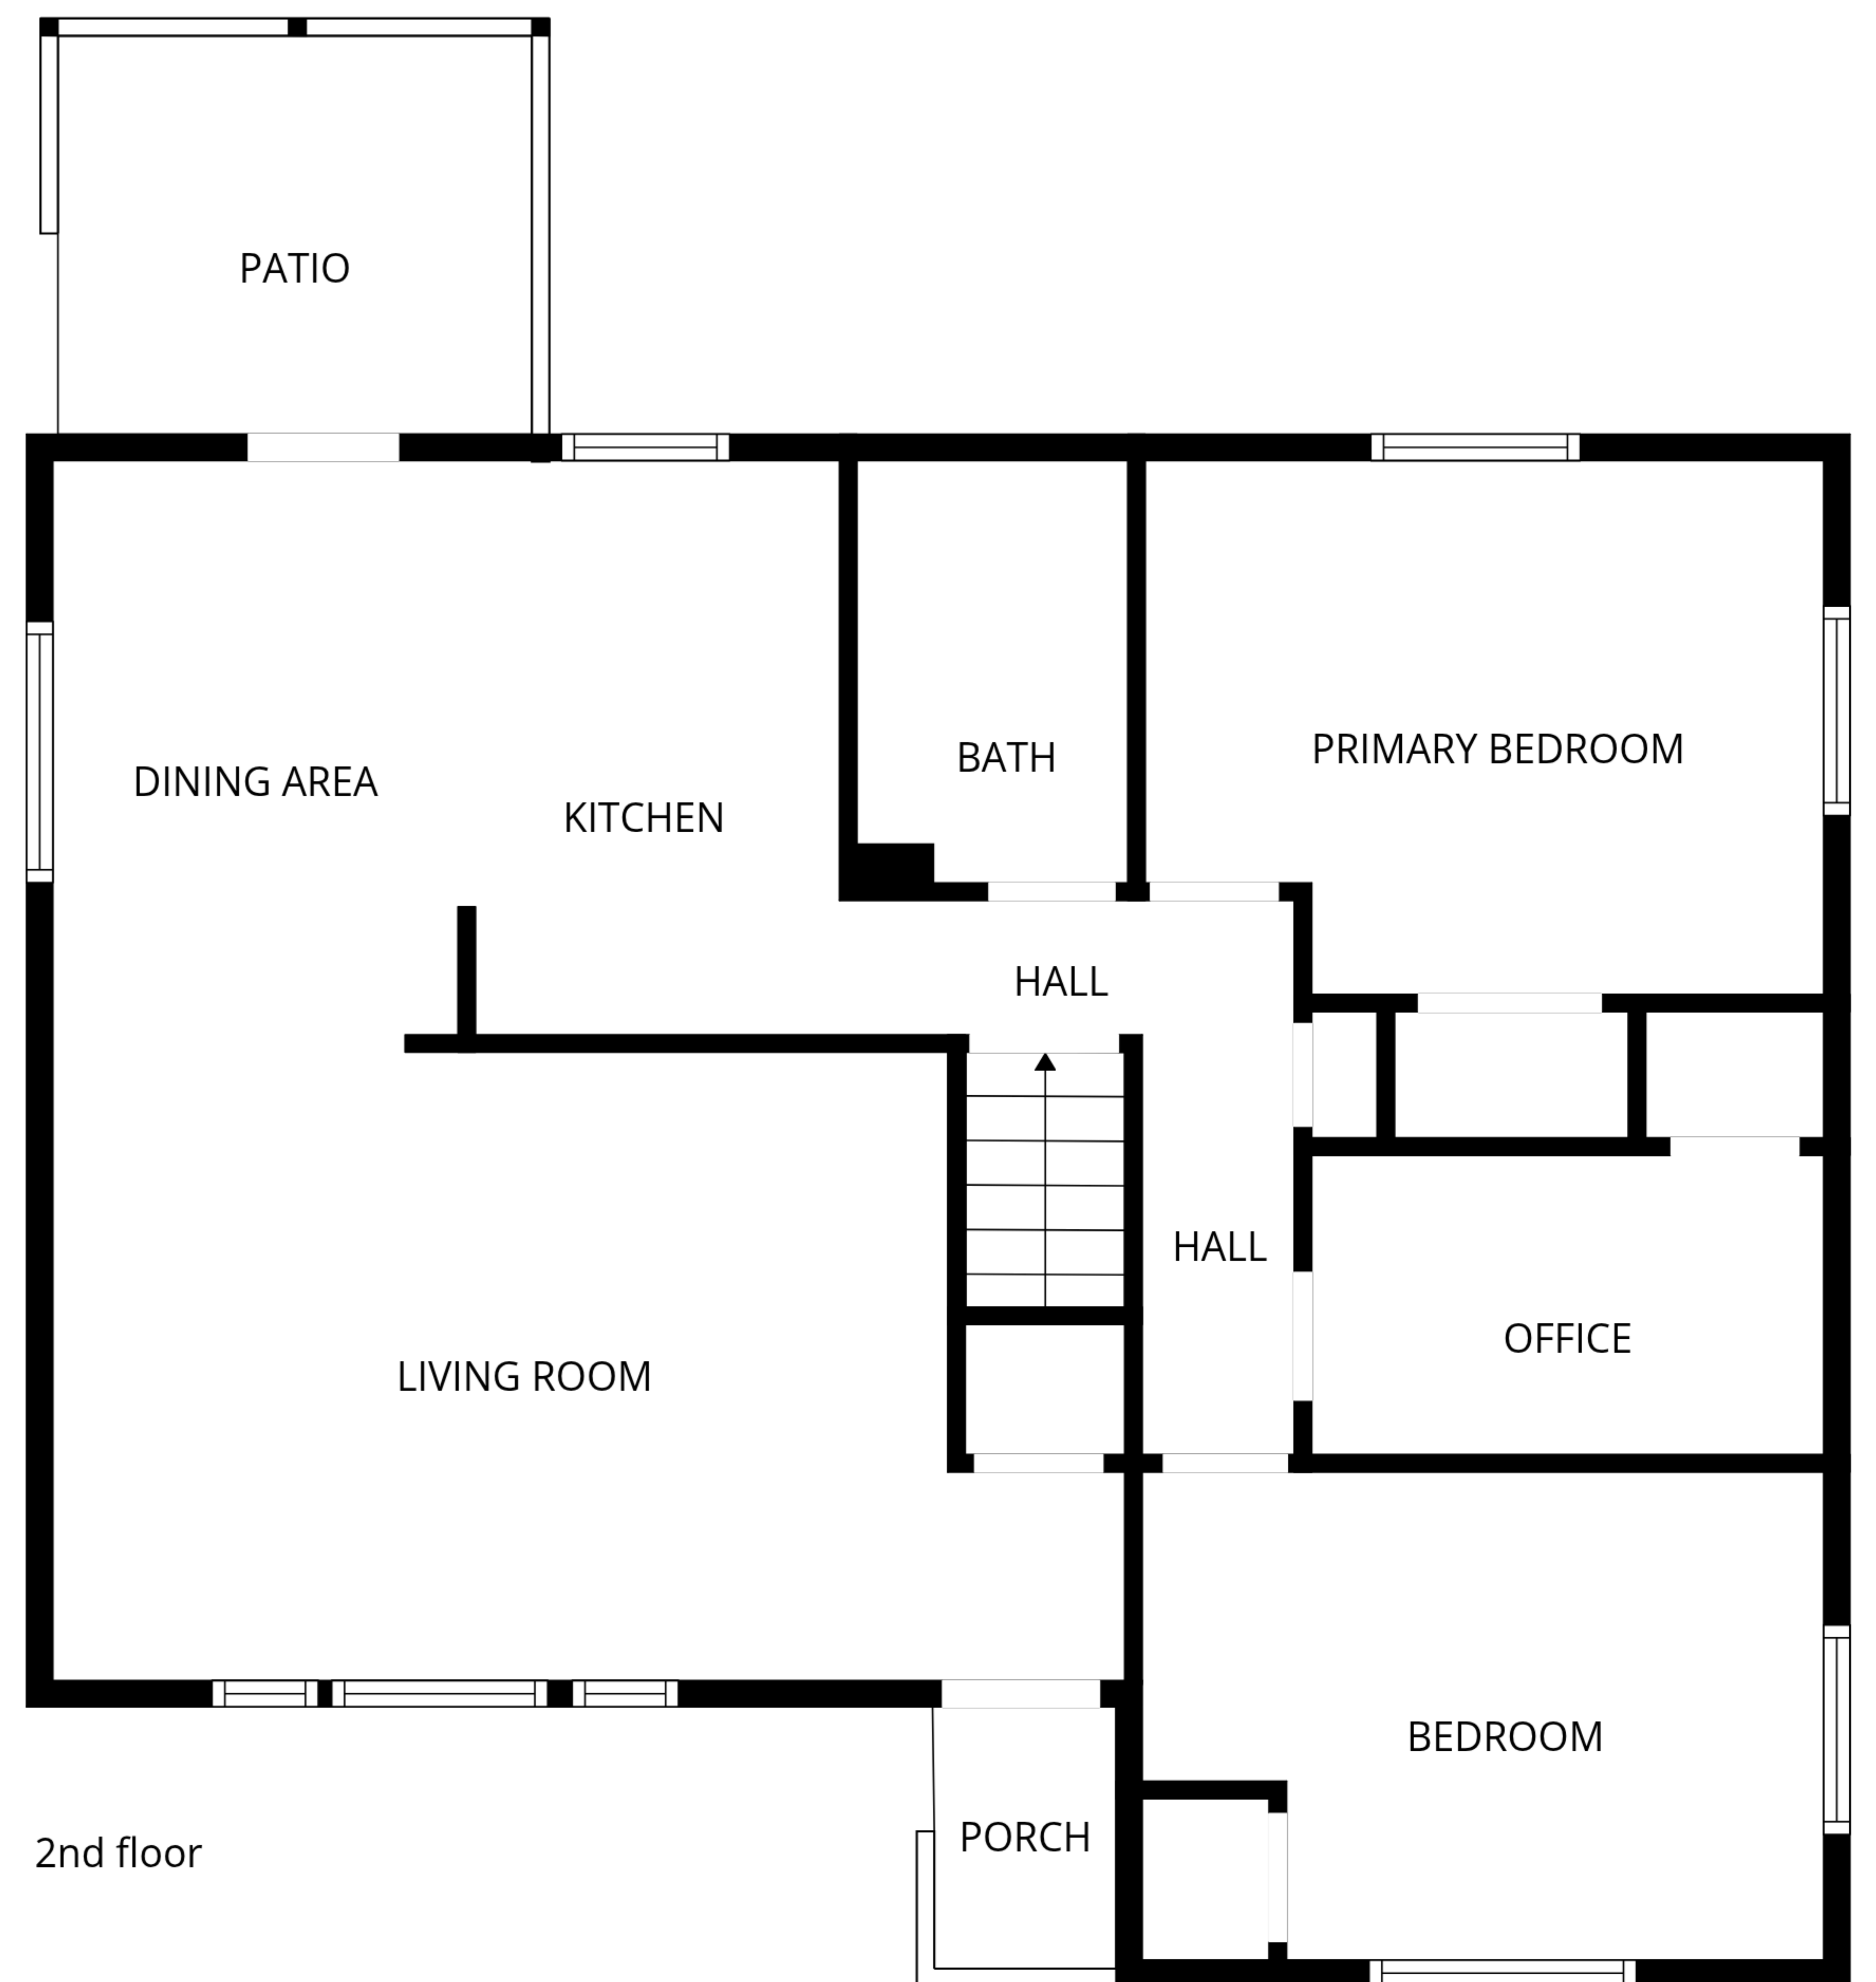 PATIO
PRIMARY BEDROOM
BATH
DINING AREA
KITCHEN
HALL
HALL
OFFICE
LIVING ROOM
BEDROOM
PORCH
2nd floor